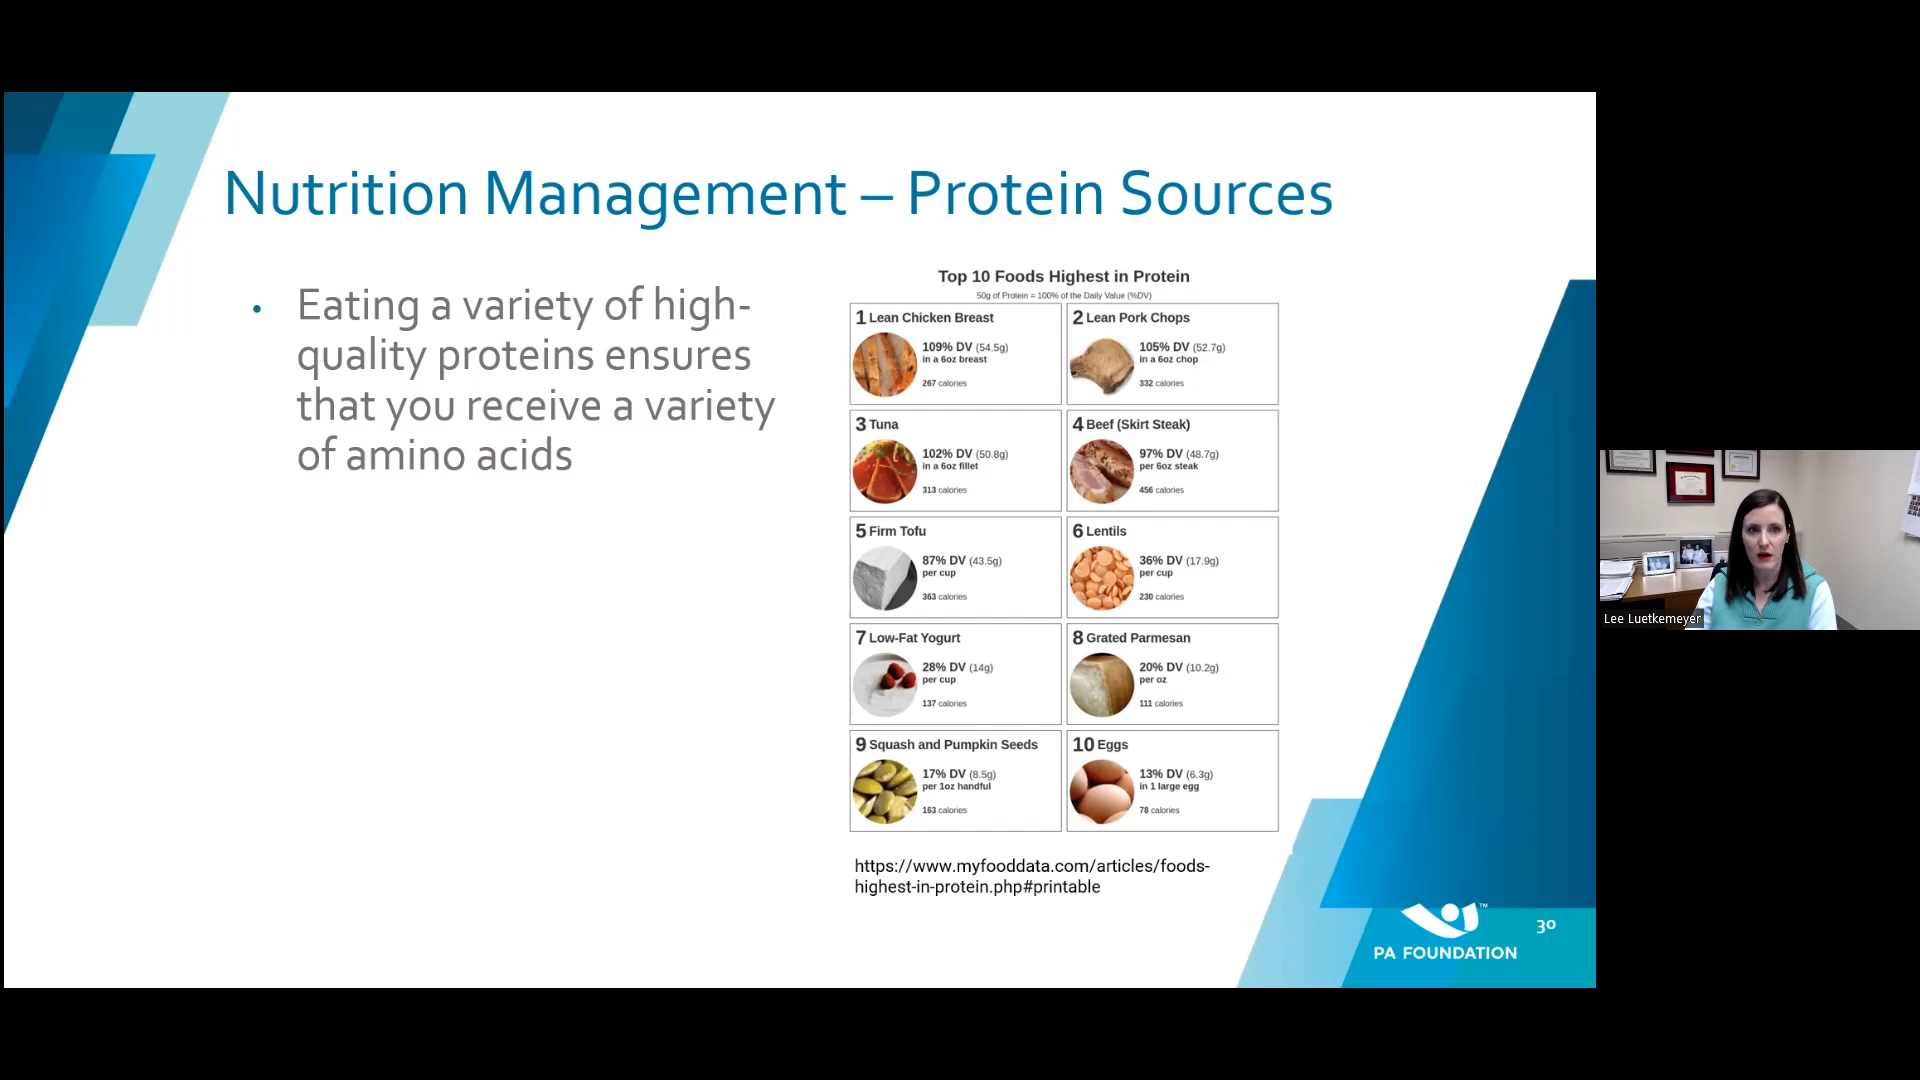 Nutrition Management – Protein Sources
• Eating a variety of high-
quality proteins ensures
that you receive a variety
of amino acids
Top 10 Foods Highest in Protein
50g of Protein = 100% of the Daily Value (%DV)
1 Lean Chicken Breast
109% DV (54.5g)
in a 6oz breast
267 calories
2 Lean Pork Chops
105% DV (52.7g)
in a 6oz chop
332 calories
3 Tuna
102% DV (50.8g)
in a 6oz fillet
313 calories
4 Beef (Skirt Steak)
97% DV (48.7g)
per 6oz steak
456 calories
5 Firm Tofu
87% DV (43.5g)
per cup
363 calories
6 Lentils
36% DV (17.9g)
per cup
230 calories
7 Low-Fat Yogurt
28% DV (14g)
per cup
137 calories
8 Grated Parmesan
20% DV (10.2g)
per oz
111 calories
9 Squash and Pumpkin Seeds
17% DV (8.5g)
per 1oz handful
163 calories
10 Eggs
13% DV (6.3g)
in 1 large egg
78 calories
https://www.myfooddata.com/articles/foods-
highest-in-protein.php#printable
TM
PA FOUNDATION
30
Lee Luetkemeyer